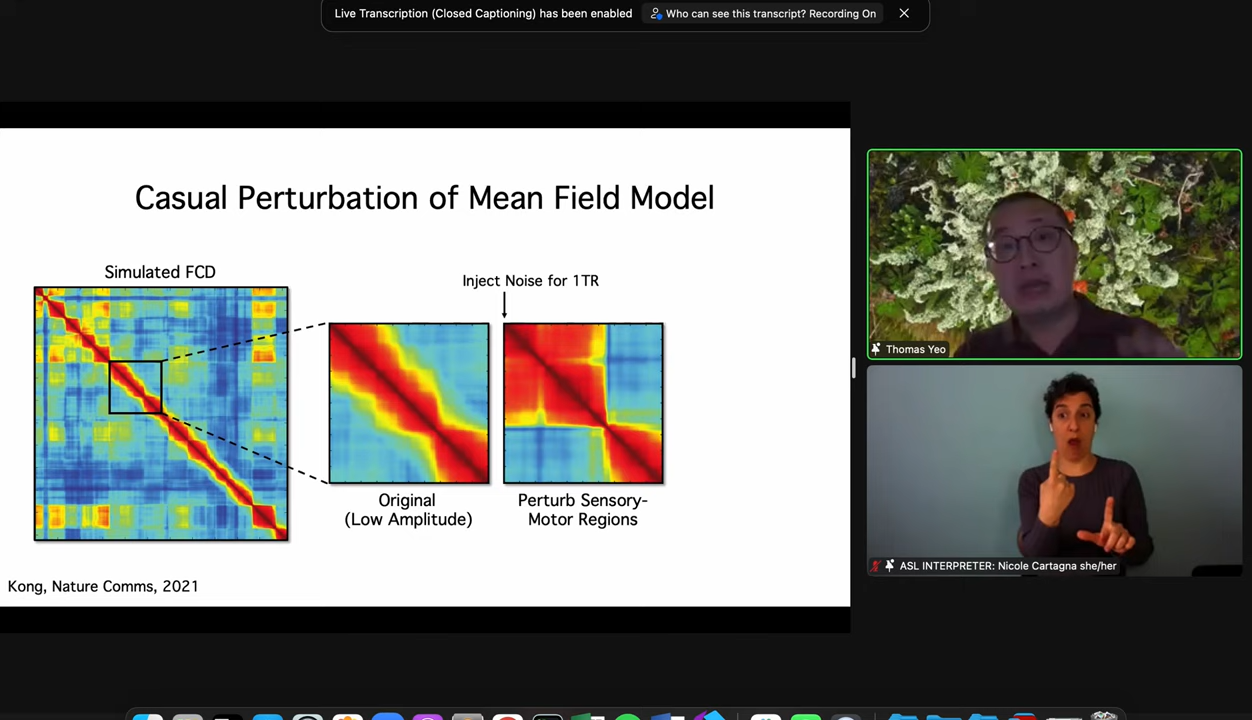 Live Transcription (Closed Captioning) has been enabled
Who can see this transcript? Recording On
Casual Perturbation of Mean Field Model
Simulated FCD
Inject Noise for 1TR
Original
(Low Amplitude)
Perturb Sensory-
Motor Regions
Kong, Nature Comms, 2021
Thomas Yeo
ASL INTERPRETER: Nicole Cartagna she/her